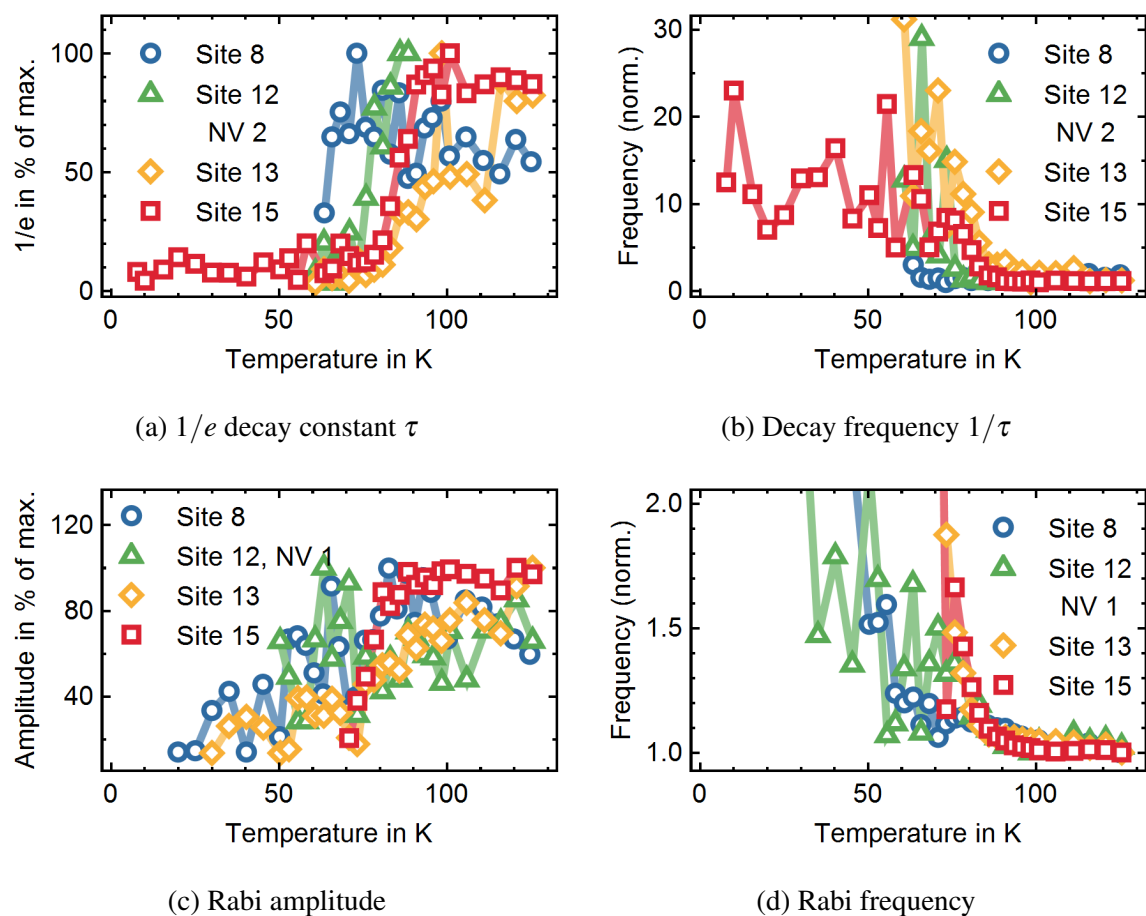 1/e in % of max.
100
50
0
Site 8
Site 12
NV 2
Site 13
Site 15
0
50
100
Temperature in K
(a) 1/e decay constant τ
Frequency (norm.)
30
20
10
0
Site 8
Site 12
NV 2
Site 13
Site 15
0
50
100
Temperature in K
(b) Decay frequency 1/τ
Amplitude in % of max.
120
80
40
Site 8
Site 12, NV 1
Site 13
Site 15
0
50
100
Temperature in K
(c) Rabi amplitude
Frequency (norm.)
2.0
1.5
1.0
Site 8
Site 12
NV 1
Site 13
Site 15
0
50
100
Temperature in K
(d) Rabi frequency